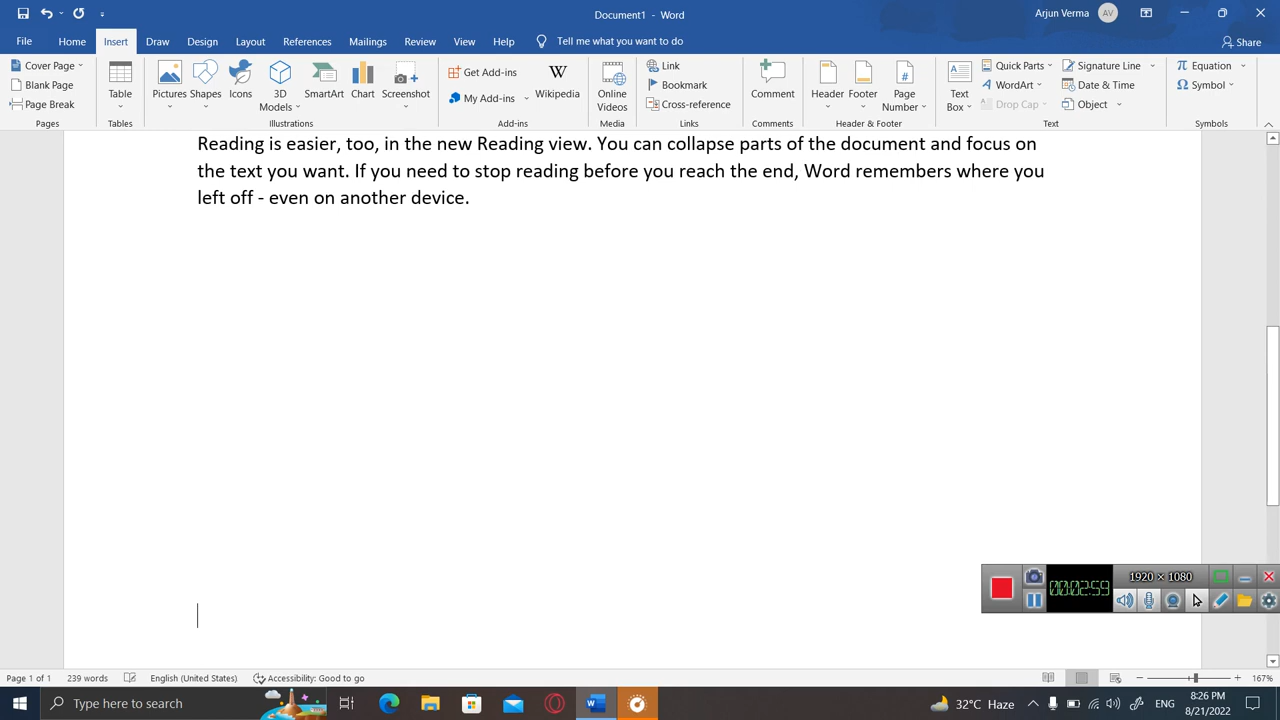 Document1 - Word
Arjun Verma AV
File Home Insert Draw Design Layout References Mailings Review View Help Tell me what you want to do Share
Cover Page
Blank Page
Page Break
Pages
Table
Tables
Pictures Shapes Icons 3D Models SmartArt Chart Screenshot
Illustrations
Get Add-ins
My Add-ins
Wikipedia
Add-ins
Online Videos
Media
Link
Bookmark
Cross-reference
Links
Comment
Comments
Header Footer Page Number
Header & Footer
Text Box
Quick Parts
WordArt
Drop Cap
Signature Line
Date & Time
Object
Text
Equation
Symbol
Symbols
Reading is easier, too, in the new Reading view. You can collapse parts of the document and focus on
the text you want. If you need to stop reading before you reach the end, Word remembers where you
left off - even on another device.
00:02:59
1920 × 1080
Page 1 of 1 239 words English (United States) Accessibility: Good to go 167%
Type here to search
32°C Haze
ENG
8:26 PM
8/21/2022